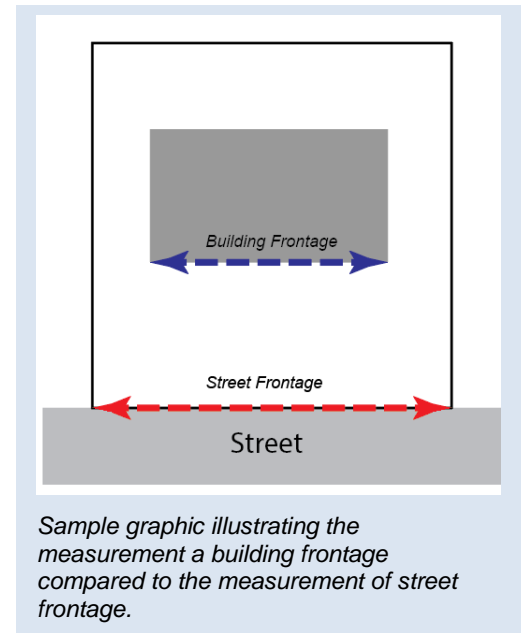 Building Frontage
Street Frontage
Street
Sample graphic illustrating the
measurement a building frontage
compared to the measurement of street
frontage.